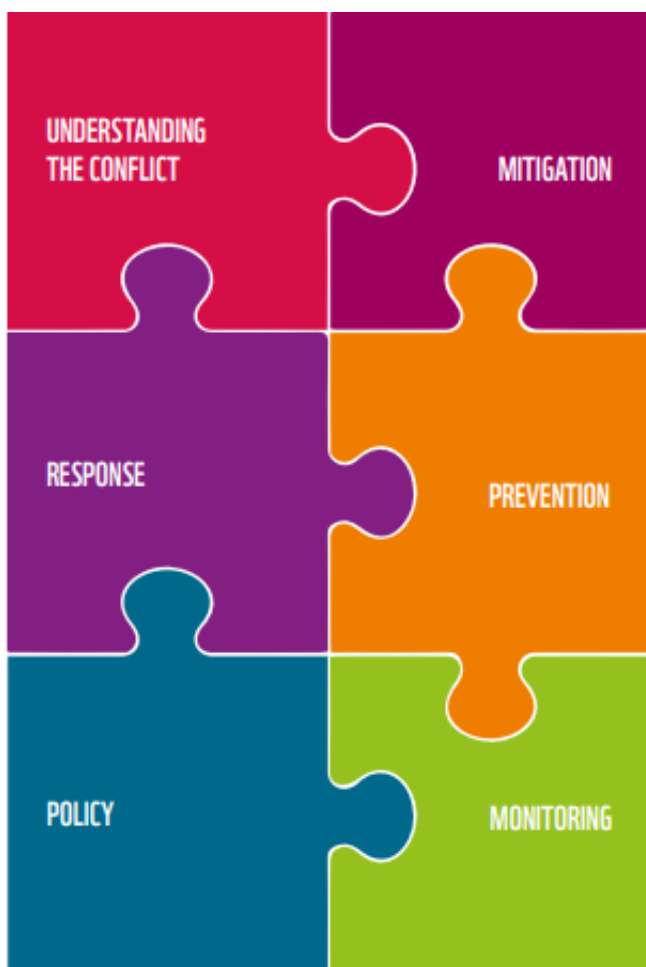 UNDERSTANDING
THE CONFLICT
MITIGATION
RESPONSE
PREVENTION
POLICY
MONITORING